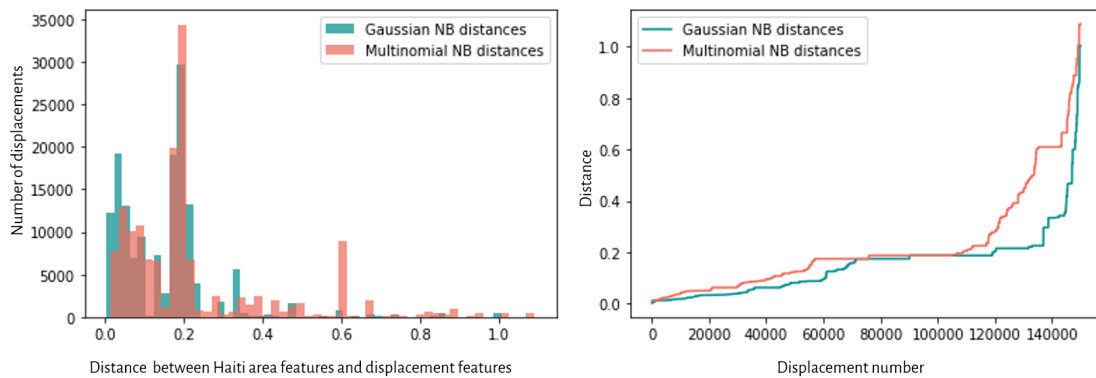 Gaussian NB distances
Multinomial NB distances
Number of displacements
35000
30000
25000
20000
15000
10000
5000
0
0.0 0.2 0.4 0.6 0.8 1.0
Distance between Haiti area features and displacement features
Gaussian NB distances
Multinomial NB distances
Distance
1.0
0.8
0.6
0.4
0.2
0.0
0 20000 40000 60000 80000 100000 120000 140000
Displacement number